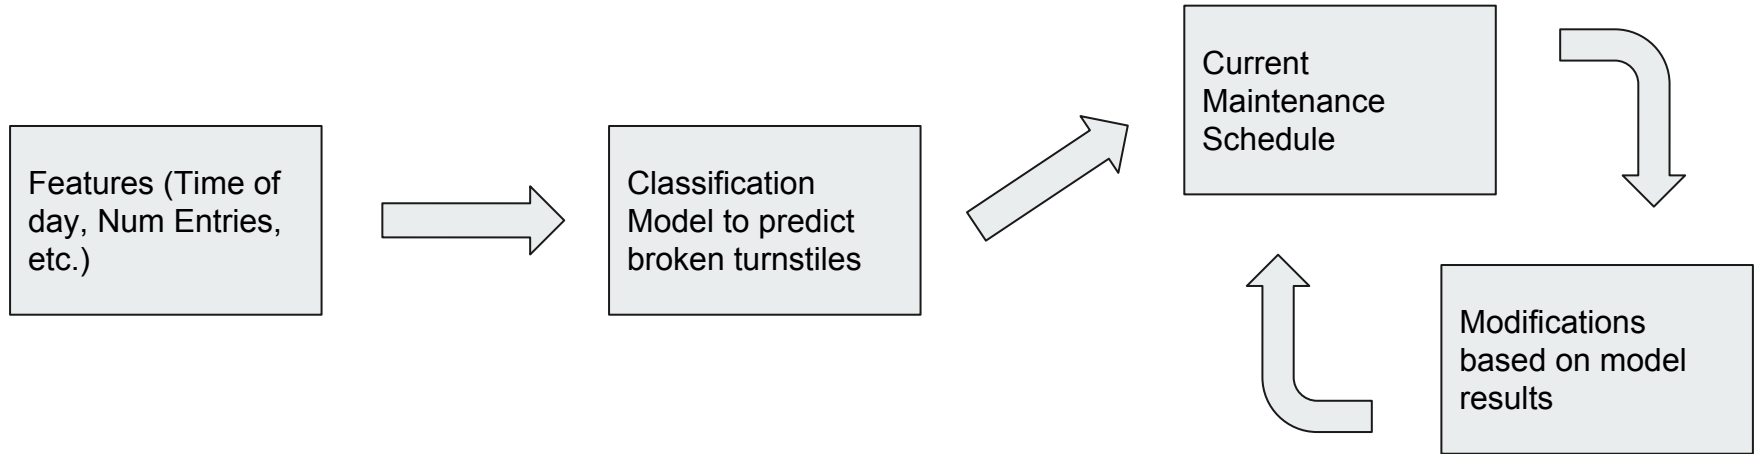 Features (Time of
day, Num Entries,
etc.)
Classification
Model to predict
broken turnstiles
Current
Maintenance
Schedule
Modifications
based on model
results